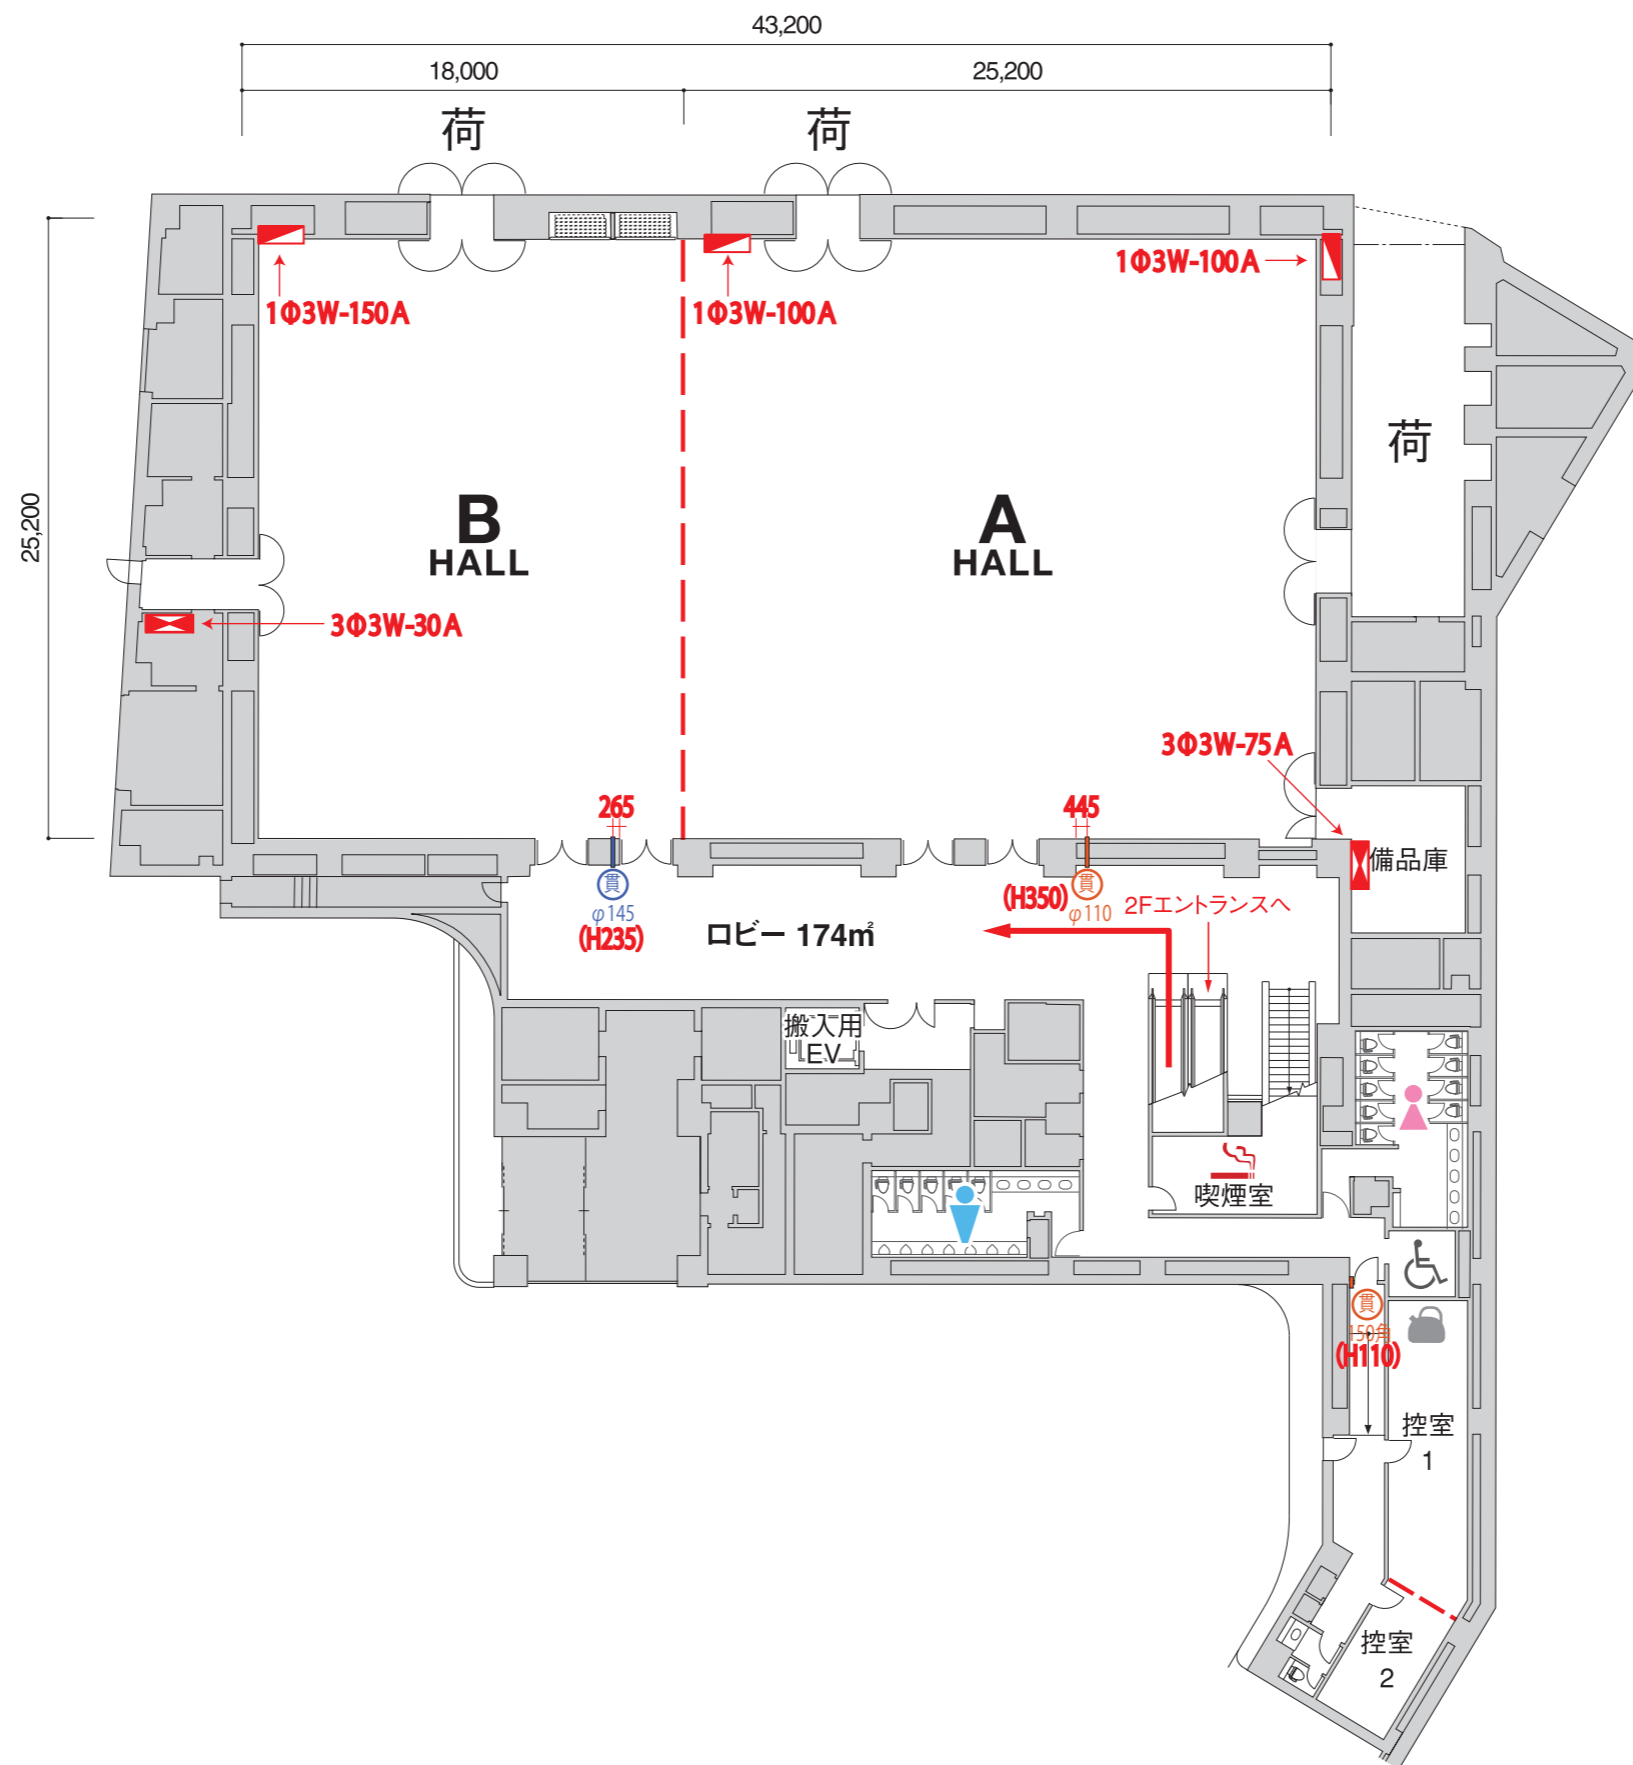 43,200
18,000
25,200
荷
荷
1Φ3W-150A
1Φ3W-100A
1Φ3W-100A
25,200
荷
B
HALL
A
HALL
3Φ3W-30A
3Φ3W-75A
265
445
貫
φ145
(H235)
貫
(H350)
φ110
2Fエントランスへ
備品庫
ロビー 174㎡
搬入用
EV
喫煙室
貫
150角
(H110)
控室
1
控室
2